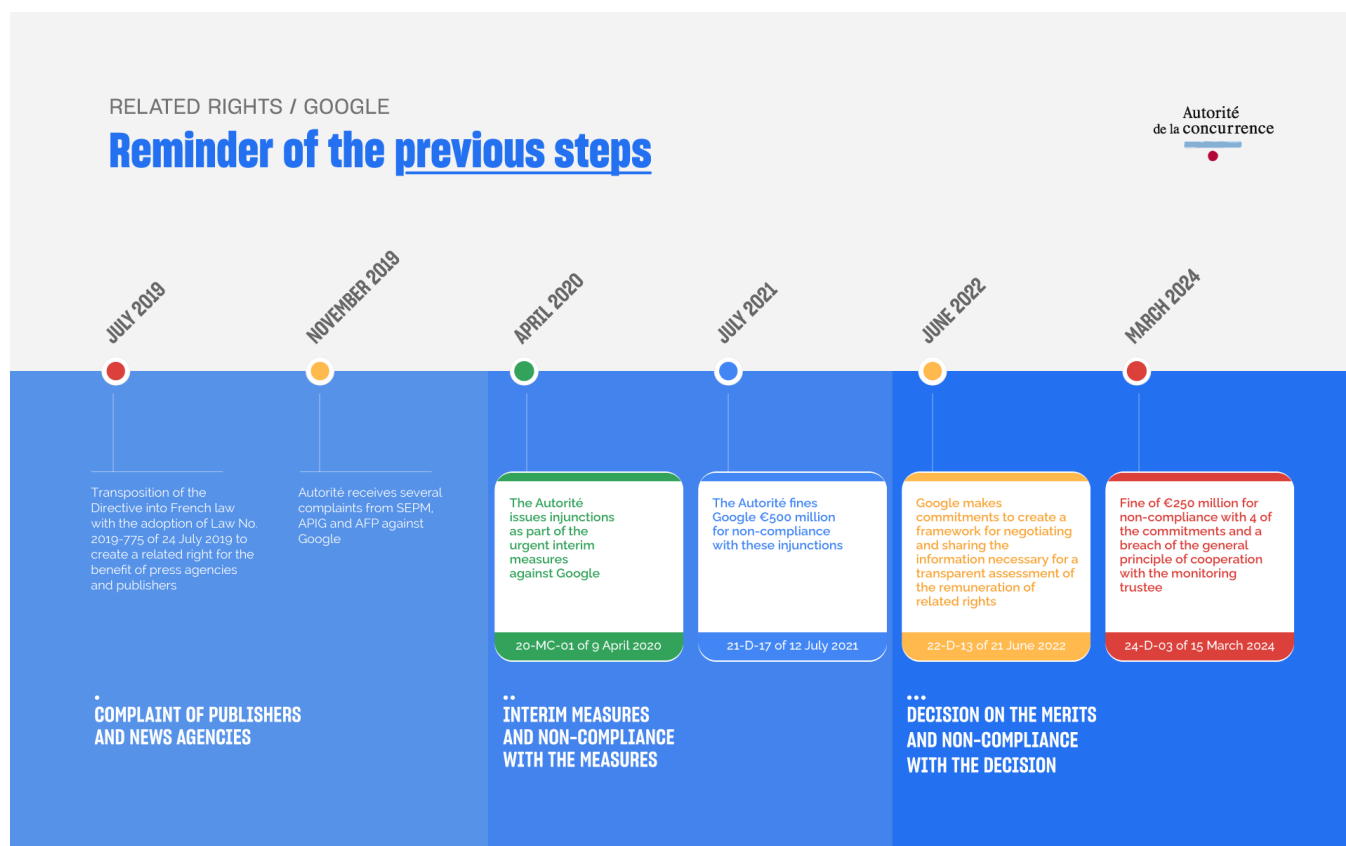 RELATED RIGHTS / GOOGLE
Reminder of the previous steps
Autorité
de la concurrence
JULY 2019
NOVEMBER 2019
APRIL 2020
JULY 2021
JUNE 2022
MARCH 2024
Transposition of the
Directive into French law
with the adoption of Law No.
2019-775 of 24 July 2019 to
create a related right for the
benefit of press agencies
and publishers
Autorité receives several
complaints from SEPM,
APIG and AFP against
Google
The Autorité
issues injunctions
as part of the
urgent interim
measures
against Google
20-MC-01 of 9 April 2020
The Autorité fines
Google €500 million
for non-compliance
with these injunctions
21-D-17 of 12 July 2021
Google makes
commitments to create a
framework for negotiating
and sharing the
information necessary for a
transparent assessment of
the remuneration of
related rights
22-D-13 of 21 June 2022
Fine of €250 million for
non-compliance with 4 of
the commitments and a
breach of the general
principle of cooperation
with the monitoring
trustee
24-D-03 of 15 March 2024
COMPLAINT OF PUBLISHERS
AND NEWS AGENCIES
INTERIM MEASURES
AND NON-COMPLIANCE
WITH THE MEASURES
DECISION ON THE MERITS
AND NON-COMPLIANCE
WITH THE DECISION